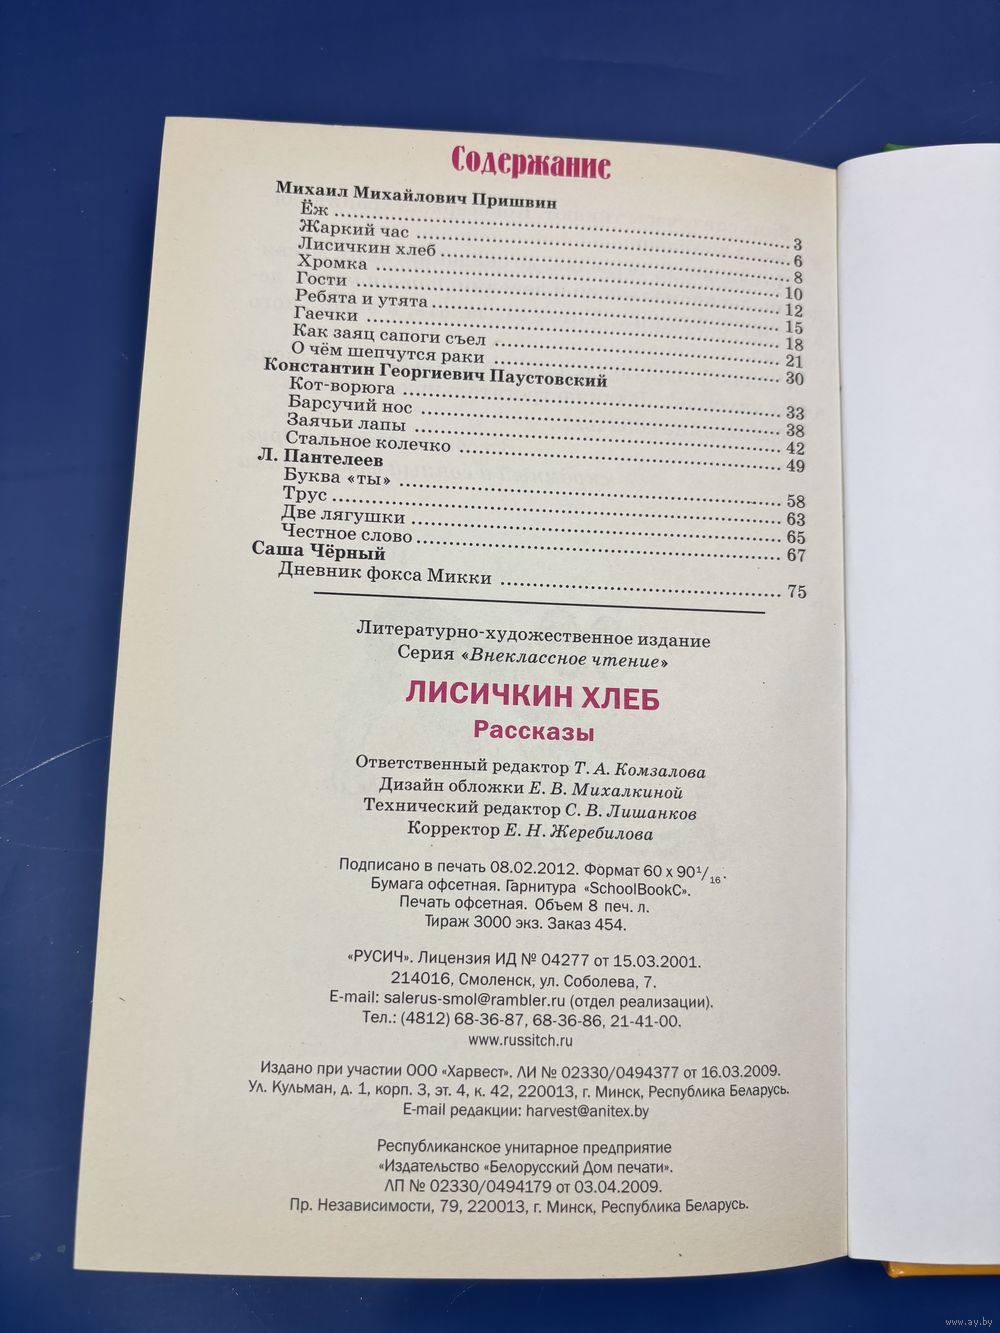 Содержание
Михаил Михайлович Пришвин
Ёж ........ 3
Жаркий час ........ 6
Лисичкин хлеб ........ 8
Хромка ........ 10
Гости ........ 12
Ребята и утята ........ 15
Гаечки ........ 18
Как заяц сапоги съел ........ 21
О чём шепчутся раки ........ 30
Константин Георгиевич Паустовский
Кот-ворюга ........ 33
Барсучий нос ........ 38
Заячьи лапы ........ 42
Стальное колечко ........ 49
Л. Пантелеев
Буква «ты» ........ 58
Трус ........ 63
Две лягушки ........ 65
Честное слово ........ 67
Саша Чёрный
Дневник фокса Микки ........ 75
Литературно-художественное издание
Серия «Внеклассное чтение»
ЛИСИЧКИН ХЛЕБ
Рассказы
Ответственный редактор Т. А. Комзалова
Дизайн обложки Е. В. Михалкиной
Технический редактор С. В. Лишанков
Корректор Е. Н. Жеребилова
Подписано в печать 08.02.2012. Формат 60 x 90 1/16.
Бумага офсетная. Гарнитура «SchoolBookC».
Печать офсетная. Объем 8 печ. л.
Тираж 3000 экз. Заказ 454.
«РУСИЧ». Лицензия ИД № 04277 от 15.03.2001.
214016, Смоленск, ул. Соболева, 7.
E-mail: salerus-smol@rambler.ru (отдел реализации).
Тел.: (4812) 68-36-87, 68-36-86, 21-41-00.
www.russitch.ru
Издано при участии ООО «Харвест». ЛИ № 02330/0494377 от 16.03.2009.
Ул. Кульман, д. 1, корп. 3, эт. 4, к. 42, 220013, г. Минск, Республика Беларусь.
E-mail редакции: harvest@anitex.by
Республиканское унитарное предприятие
«Издательство «Белорусский Дом печати».
ЛП № 02330/0494179 от 03.04.2009.
Пр. Независимости, 79, 220013, г. Минск, Республика Беларусь.
www.ay.by